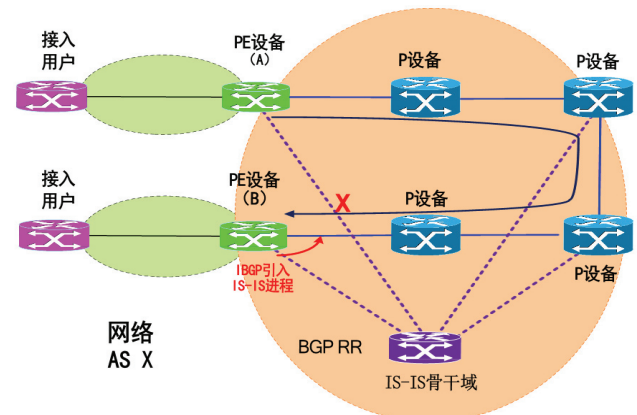 接入
用户
PE设备
(A)
P设备
P设备
接入
用户
PE设备
(B)
P设备
X
P设备
IBGP引入
IS-IS进程
网络
AS X
BGP RR
IS-IS骨干域